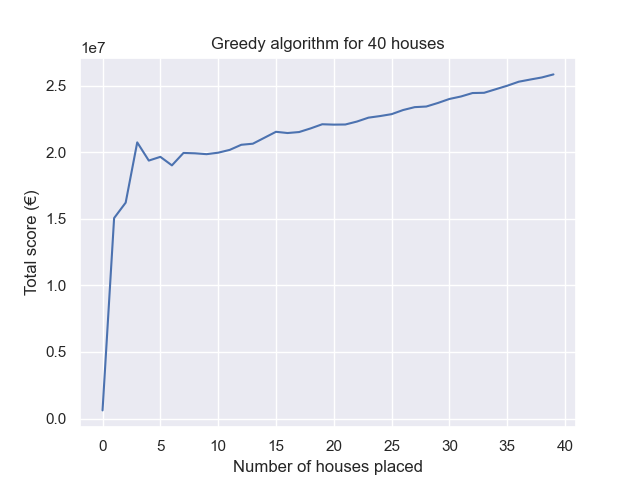 Greedy algorithm for 40 houses
1e7
2.5
2.0
1.5
1.0
0.5
0.0
Total score (€)
0 5 10 15 20 25 30 35 40
Number of houses placed